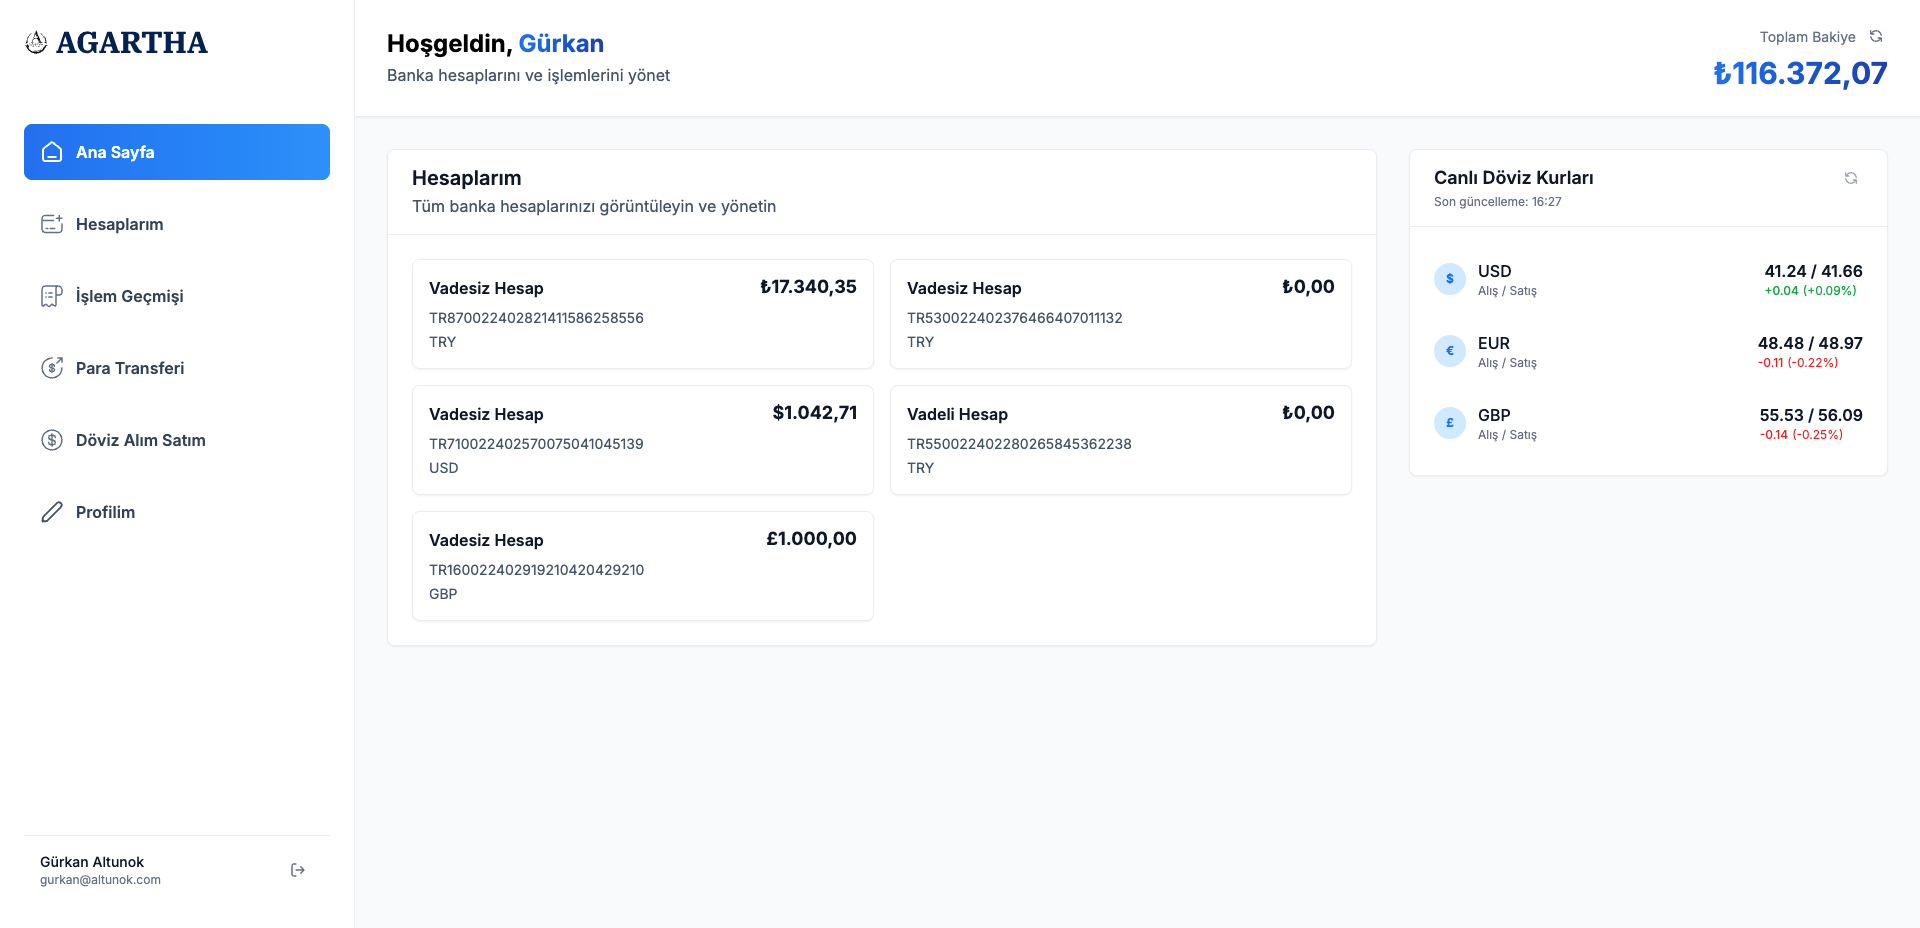 AGARTHA
Ana Sayfa
Hesaplarım
İşlem Geçmişi
Para Transferi
Döviz Alım Satım
Profilim
Gürkan Altunok
gurkan@altunok.com
Hoşgeldin, Gürkan
Banka hesaplarını ve işlemlerini yönet
Toplam Bakiye
₺116.372,07
Hesaplarım
Tüm banka hesaplarınızı görüntüleyin ve yönetin
Vadesiz Hesap ₺17.340,35
TR870022402821411586258556
TRY
Vadesiz Hesap ₺0,00
TR530022402376466407011132
TRY
Vadesiz Hesap $1.042,71
TR710022402570075041045139
USD
Vadeli Hesap ₺0,00
TR550022402280265845362238
TRY
Vadesiz Hesap £1.000,00
TR160022402919210420429210
GBP
Canlı Döviz Kurları
Son güncelleme: 16:27
$ USD 41.24 / 41.66
Alış / Satış +0.04 (+0.09%)
€ EUR 48.48 / 48.97
Alış / Satış -0.11 (-0.22%)
£ GBP 55.53 / 56.09
Alış / Satış -0.14 (-0.25%)